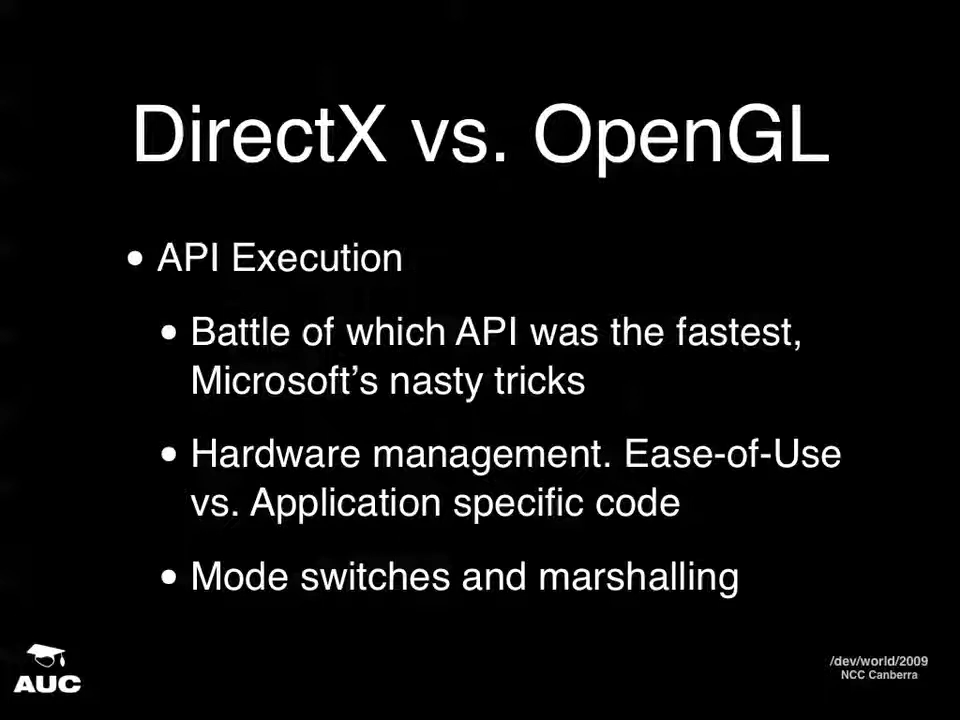 DirectX vs. OpenGL
• API Execution
• Battle of which API was the fastest,
Microsoft’s nasty tricks
• Hardware management. Ease-of-Use
vs. Application specific code
• Mode switches and marshalling
AUC
/dev/world/2009
NCC Canberra